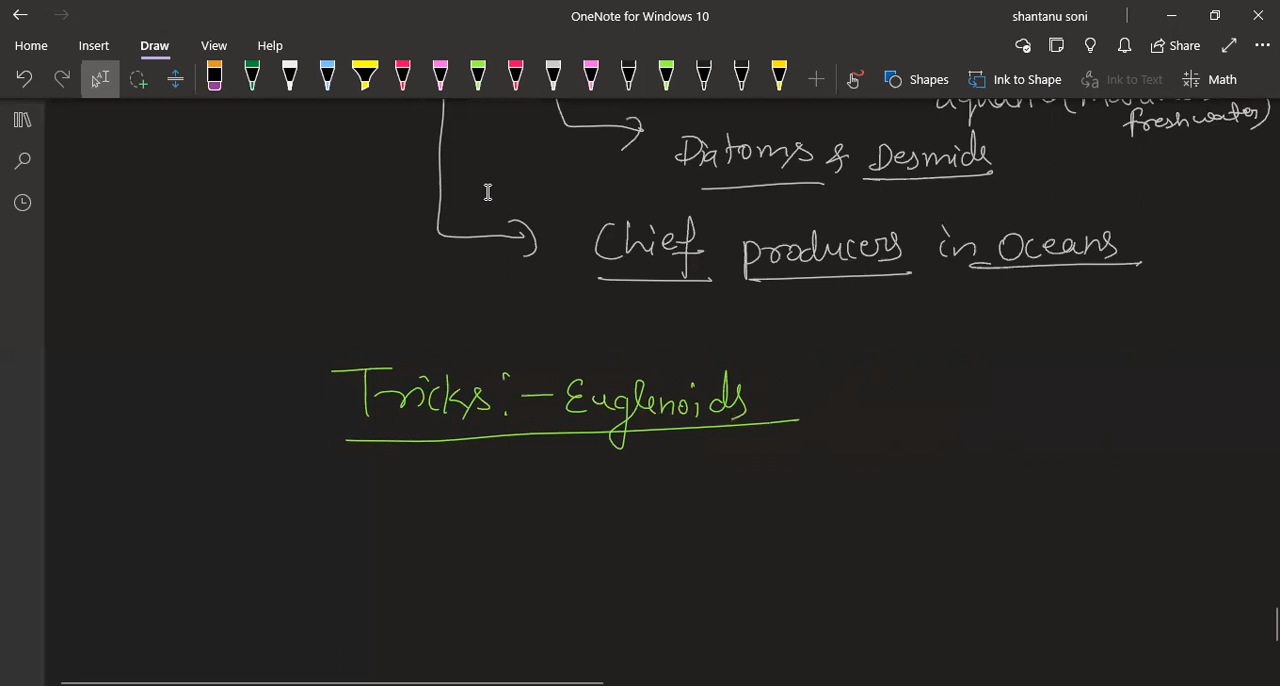 OneNote for Windows 10
shantanu soni
Home Insert Draw View Help
Share
Shapes Ink to Shape Ink to Text Math
freshwater)
Diatoms & Desmids
Chief producers in Oceans
Tricks:- Euglenoids